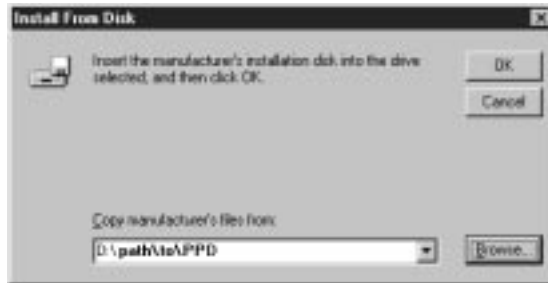 Install From Disk
Insert the manufacturer's installation disk into the drive
selected, and then click OK.
OK
Cancel
Copy manufacturer's files from:
D:\path\to\PPD
Browse...